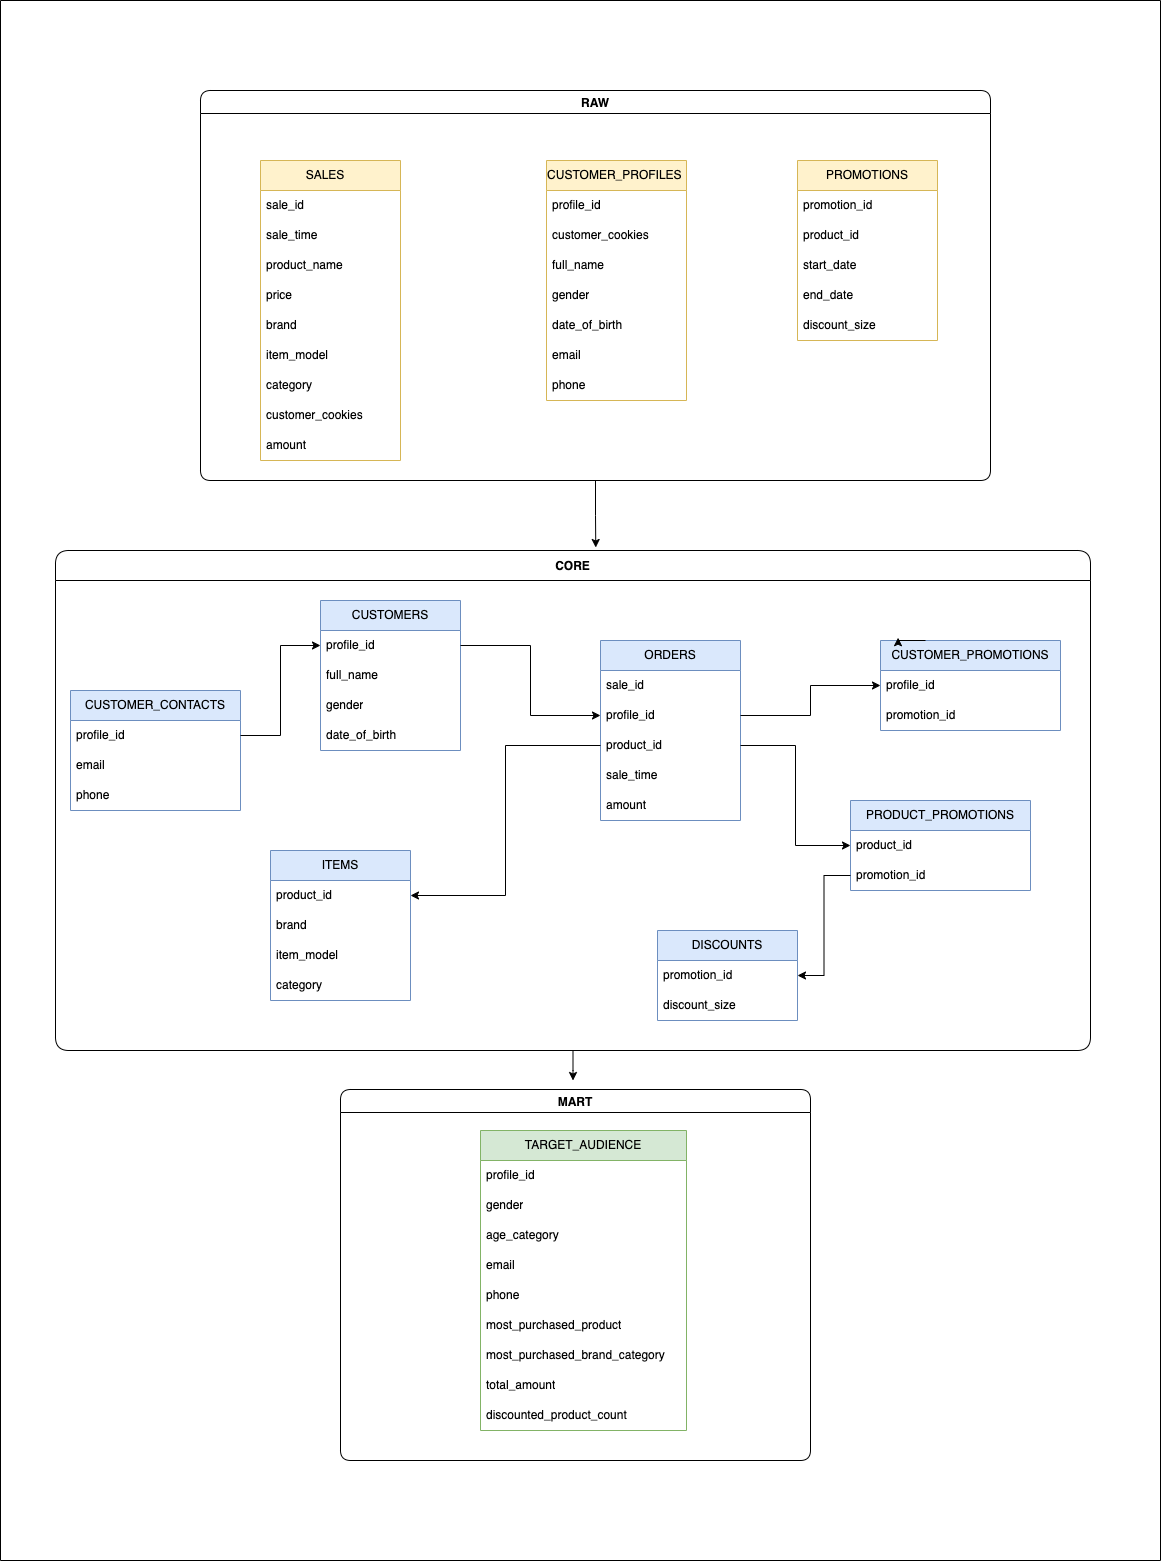 RAW
SALES
sale_id
sale_time
product_name
price
brand
item_model
category
customer_cookies
amount
CUSTOMER_PROFILES
profile_id
customer_cookies
full_name
gender
date_of_birth
email
phone
PROMOTIONS
promotion_id
product_id
start_date
end_date
discount_size
CORE
CUSTOMER_CONTACTS
profile_id
email
phone
CUSTOMERS
profile_id
full_name
gender
date_of_birth
ORDERS
sale_id
profile_id
product_id
sale_time
amount
CUSTOMER_PROMOTIONS
profile_id
promotion_id
PRODUCT_PROMOTIONS
product_id
promotion_id
ITEMS
product_id
brand
item_model
category
DISCOUNTS
promotion_id
discount_size
MART
TARGET_AUDIENCE
profile_id
gender
age_category
email
phone
most_purchased_product
most_purchased_brand_category
total_amount
discounted_product_count